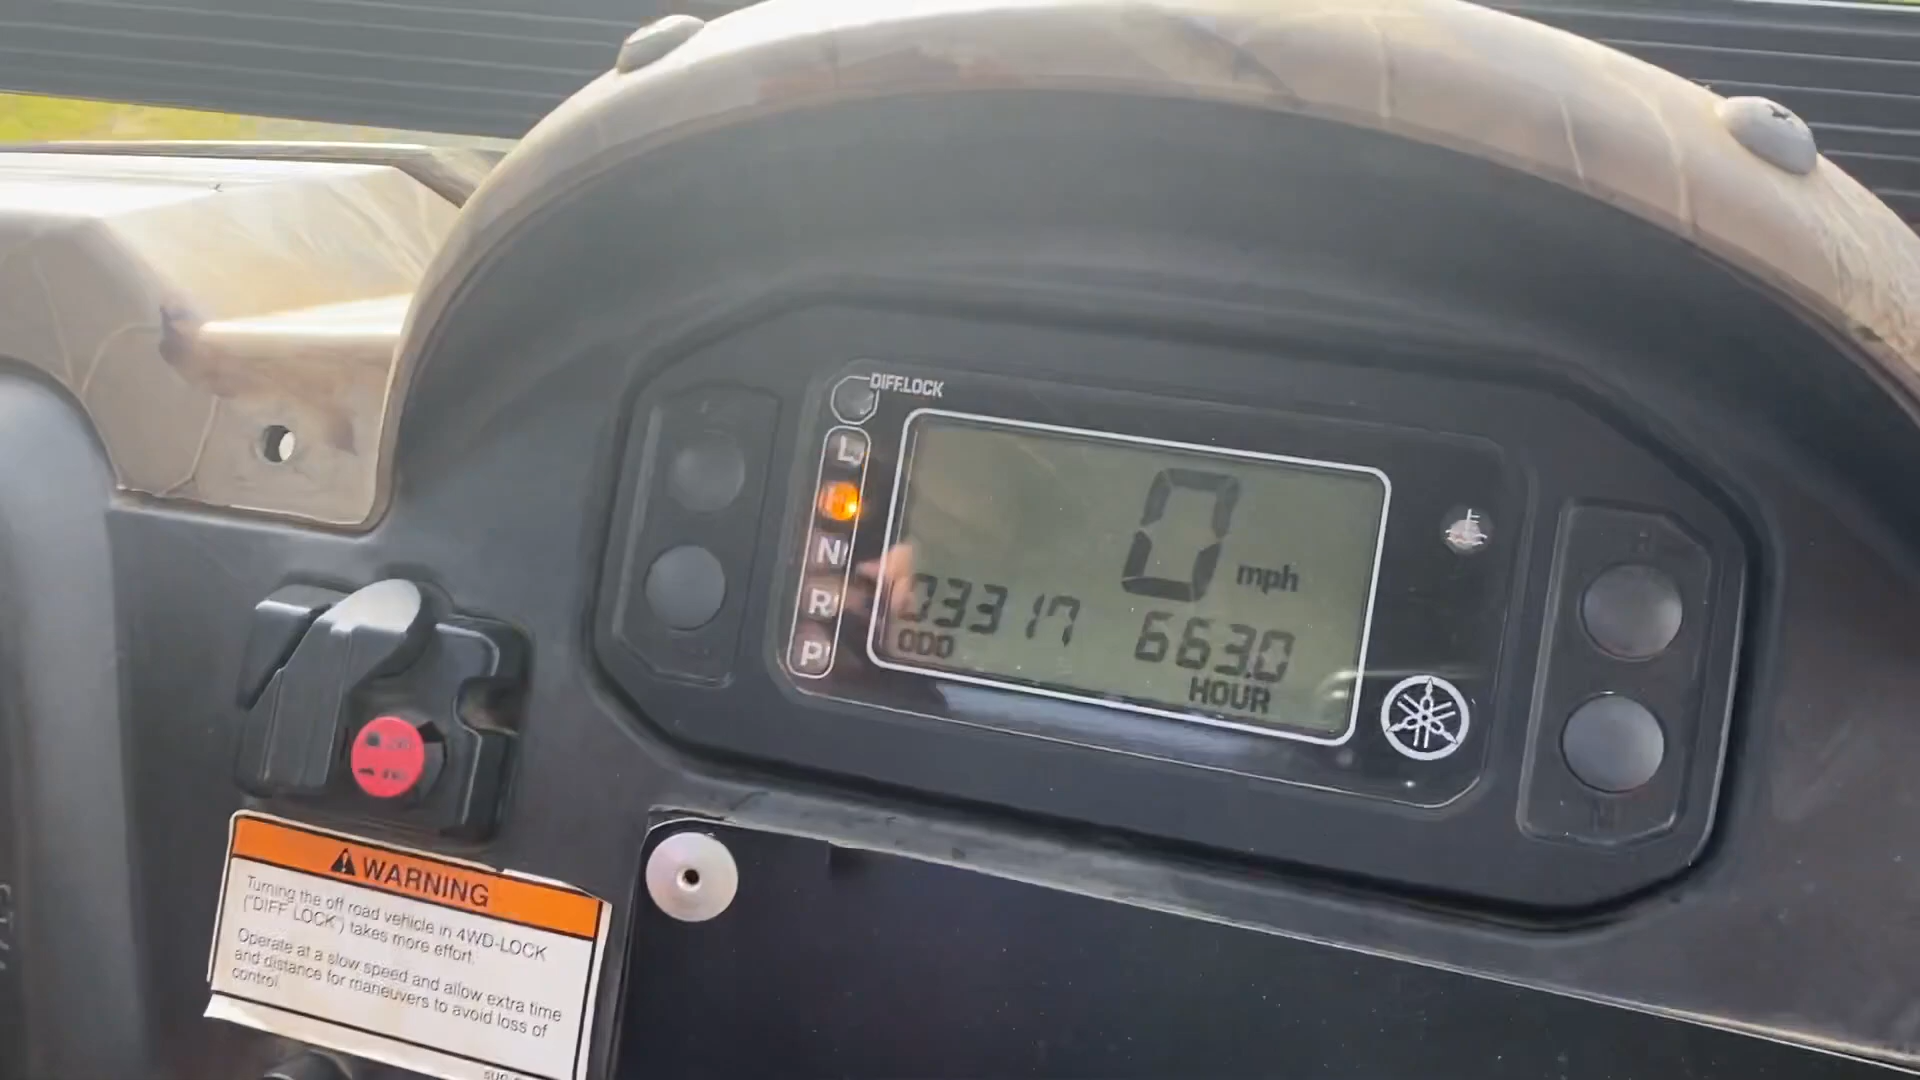 DIFF.LOCK
L
N
R
P
0
mph
03317
663.0
ODO
HOUR
WARNING
Turning the off road vehicle in 4WD-LOCK
("DIFF LOCK") takes more effort.
Operate at a slow speed and allow extra time
and distance for maneuvers to avoid loss of
control.